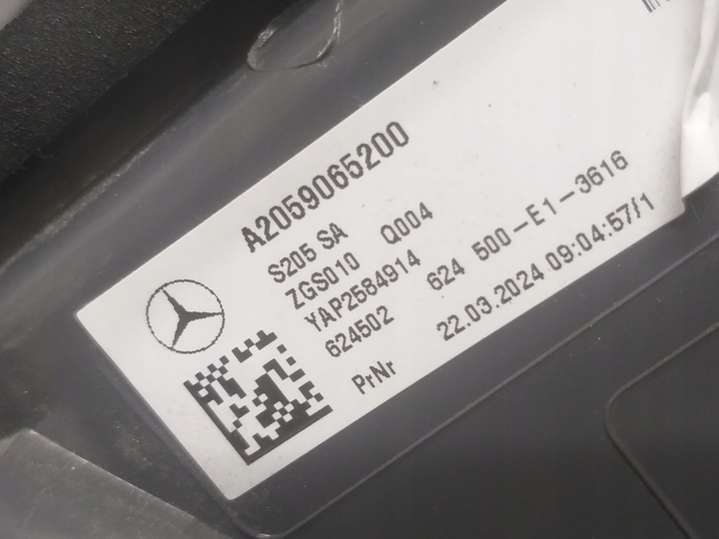 A2059065200
S205 SA
ZGS010 Q004
YAP2584914
624502 624 500-E1-3616
PrNr 22.03.2024 09:04:57/1